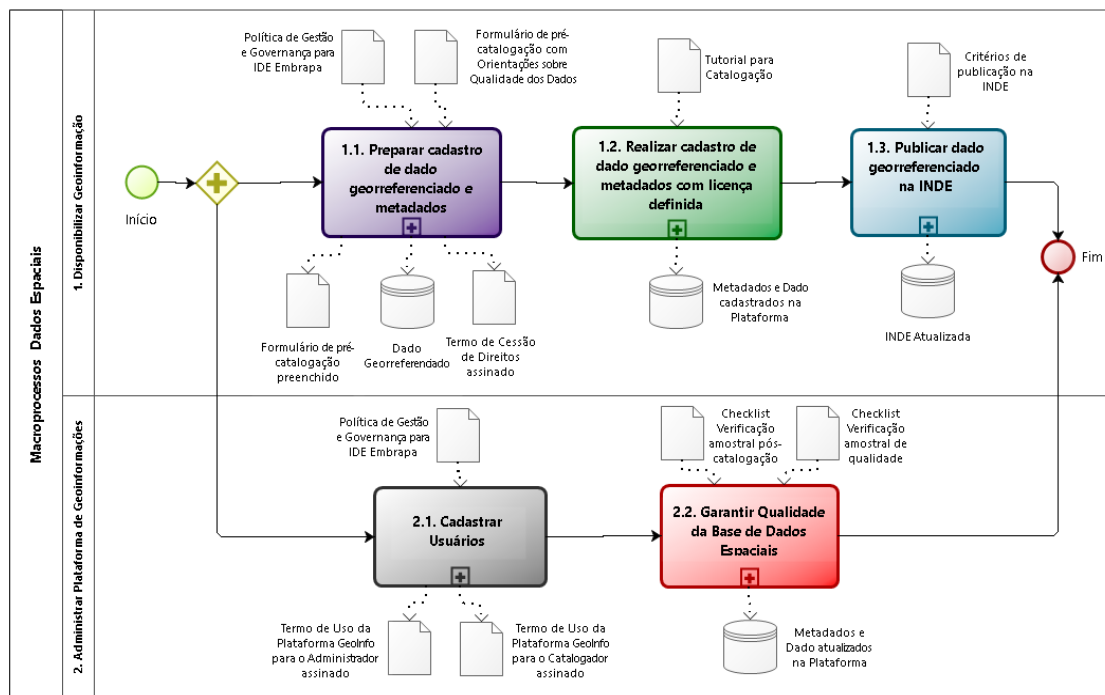 Macroprocessos Dados Espaciais
1. Disponibilizar Geoinformação
Política de Gestão
e Governança para
IDE Embrapa
Formulário de pré-
catalogação com
Orientações sobre
Qualidade dos Dados
Tutorial para
Catalogação
Critérios de
publicação na
INDE
Início
1.1. Preparar cadastro
de dado
georreferenciado e
metadados
1.2. Realizar cadastro de
dado georreferenciado e
metadados com licença
definida
1.3. Publicar dado
georreferenciado
na INDE
Fim
Formulário de pré-
catalogação
preenchido
Dado
Georreferenciado
Termo de Cessão
de Direitos
assinado
Metadados e Dado
cadastrados na
Plataforma
INDE Atualizada
2. Administrar Plataforma de Geoinformações
Política de Gestão
e Governança para
IDE Embrapa
Checklist
Verificação
amostral pós-
catalogação
Checklist
Verificação
amostral de
qualidade
2.1. Cadastrar
Usuários
2.2. Garantir Qualidade
da Base de Dados
Espaciais
Termo de Uso da
Plataforma GeoInfo
para o Administrador
assinado
Termo de Uso da
Plataforma GeoInfo
para o Catalogador
assinado
Metadados e
Dado atualizados
na Plataforma